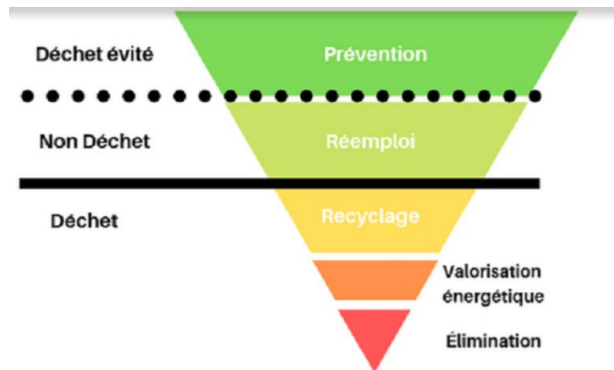 Déchet évité
Prévention
Non Déchet
Réemploi
Déchet
Recyclage
Valorisation
énergétique
Élimination